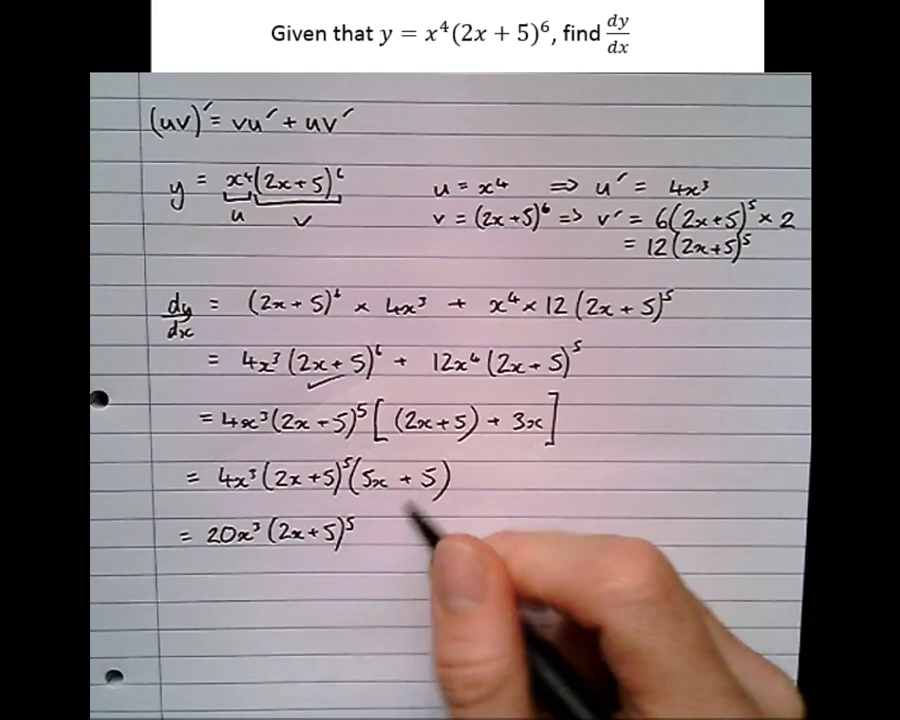 Given that y = x⁴(2x + 5)⁶, find dy/dx
(uv)′ = vu′ + uv′
y = x⁴(2x+5)⁶
u v
u = x⁴ ⇒ u′ = 4x³
v = (2x+5)⁶ ⇒ v′ = 6(2x+5)⁵ × 2
= 12(2x+5)⁵
dy/dx = (2x+5)⁶ × 4x³ + x⁴ × 12(2x+5)⁵
= 4x³(2x+5)⁶ + 12x⁴(2x+5)⁵
= 4x³(2x+5)⁵[(2x+5) + 3x]
= 4x³(2x+5)⁵(5x + 5)
= 20x³(2x+5)⁵